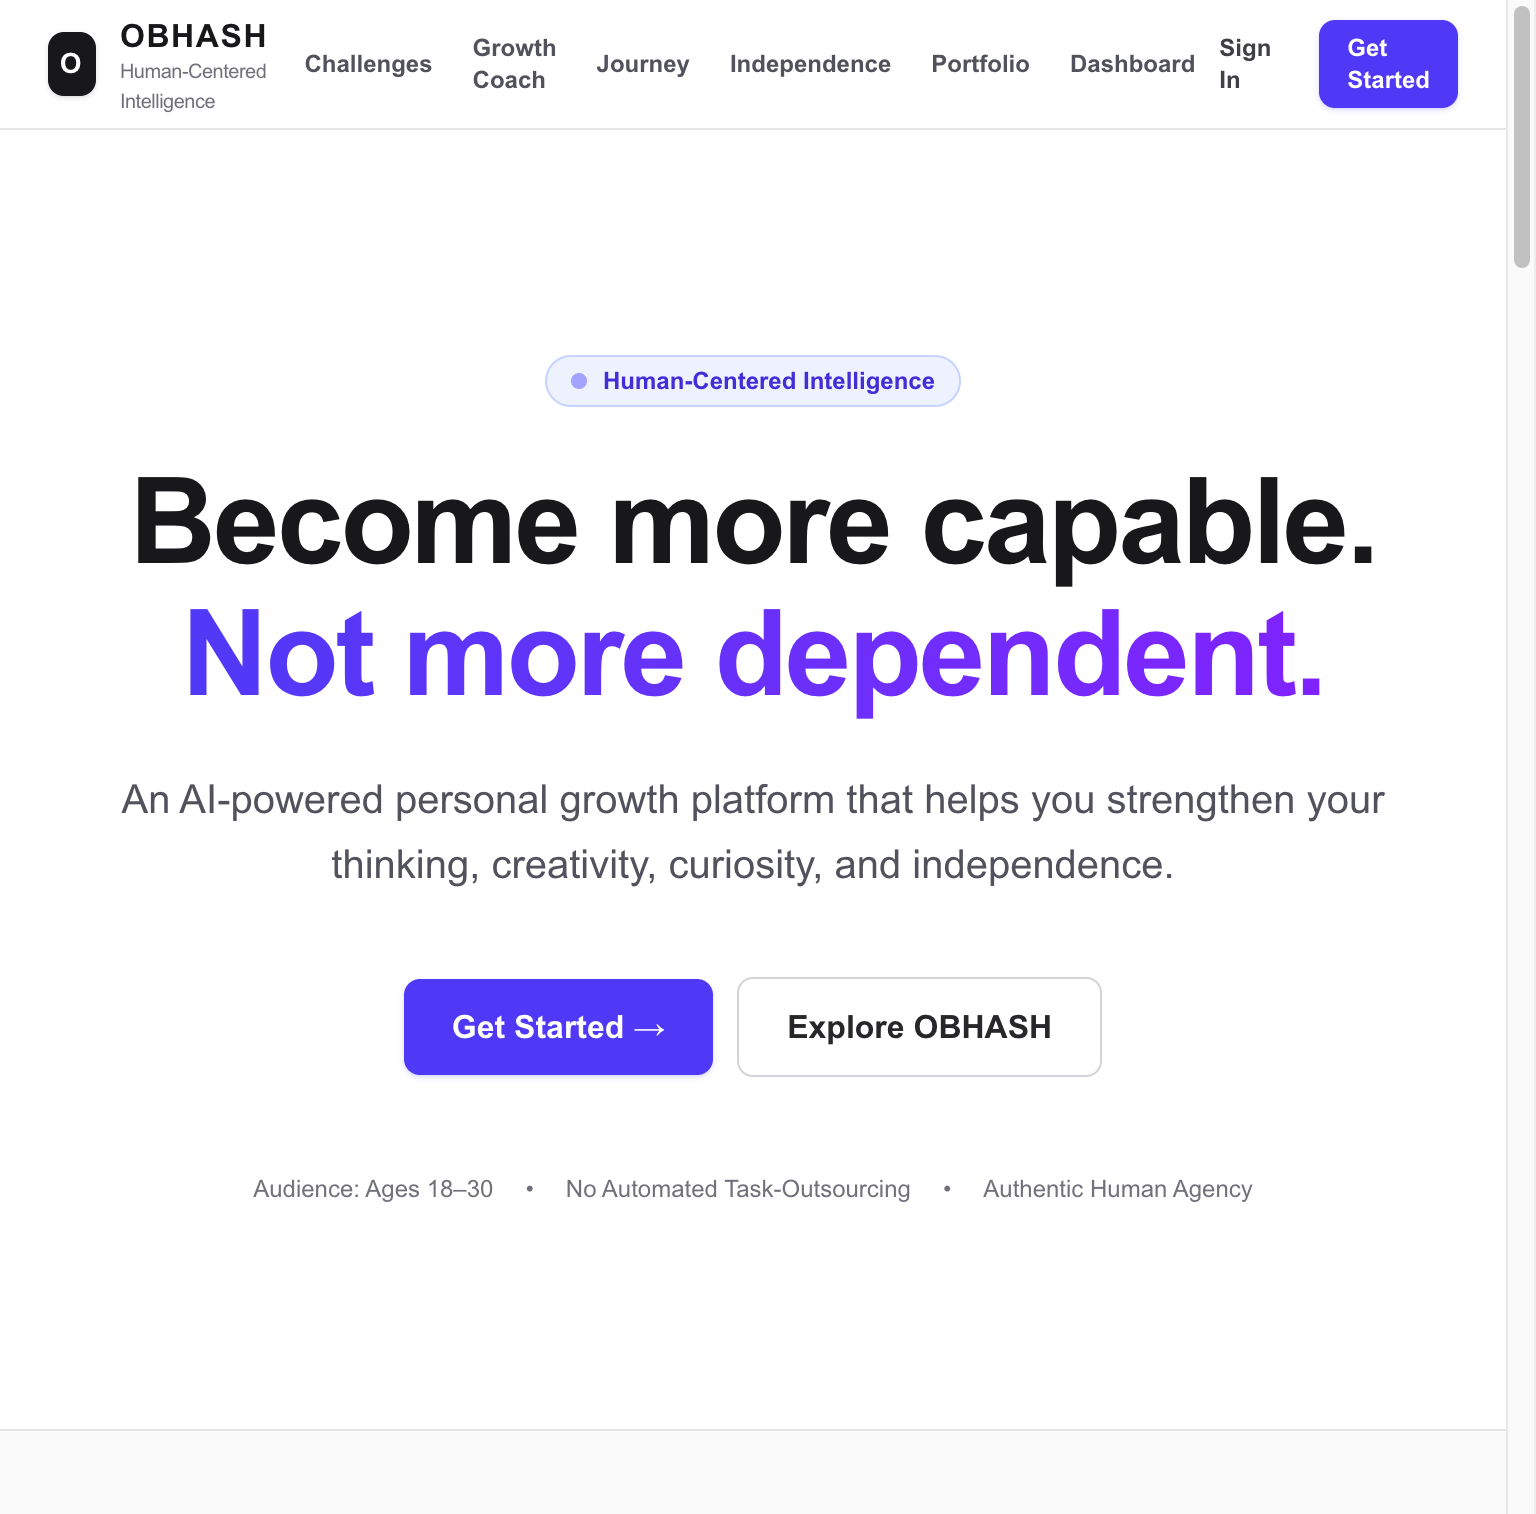 O
OBHASH
Human-Centered
Intelligence
Challenges
Growth
Coach
Journey
Independence
Portfolio
Dashboard
Sign
In
Get
Started
Human-Centered Intelligence
Become more capable.
Not more dependent.
An AI-powered personal growth platform that helps you strengthen your
thinking, creativity, curiosity, and independence.
Get Started →
Explore OBHASH
Audience: Ages 18–30 • No Automated Task-Outsourcing • Authentic Human Agency